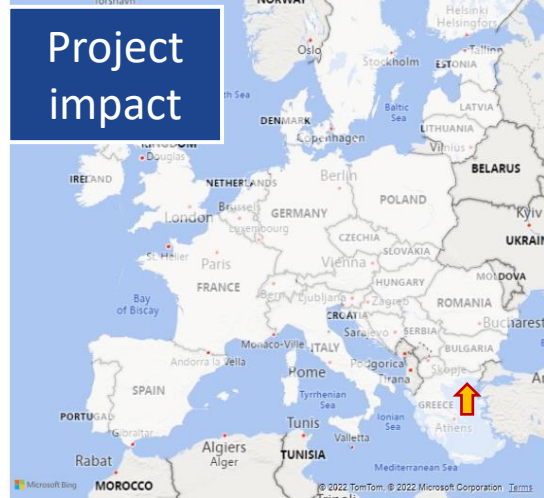 Project
impact
NORWAY
Helsinki
Helsingfors
Oslo
Stockholm
Tallinn
ESTONIA
th Sea
Baltic
Sea
LATVIA
DENMARK
Copenhagen
LITHUANIA
Vilnius
Douglas
BELARUS
IRELAND
NETHERLANDS
Berlin
POLAND
London
Brussels
GERMANY
Kyiv
Luxembourg
CZECHIA
UKRAIN
St. Helier
Paris
SLOVAKIA
Vienna
MOLDOVA
FRANCE
HUNGARY
Bay
of Biscay
Bern
Ljubljana
Zagreb
ROMANIA
CROATIA
Bucharest
Sarajevo
SERBIA
Monaco-Ville
ITALY
BULGARIA
Andorra la Vella
Podgorica
Skopje
Rome
Tirana
SPAIN
Tyrrhenian
Sea
GREECE
PORTUGAL
Ionian
Sea
Athens
Gibraltar
Tunis
Valletta
Algiers
Alger
Rabat
TUNISIA
Mediterranean Sea
Microsoft Bing
MOROCCO
© 2022 TomTom, © 2022 Microsoft Corporation Terms